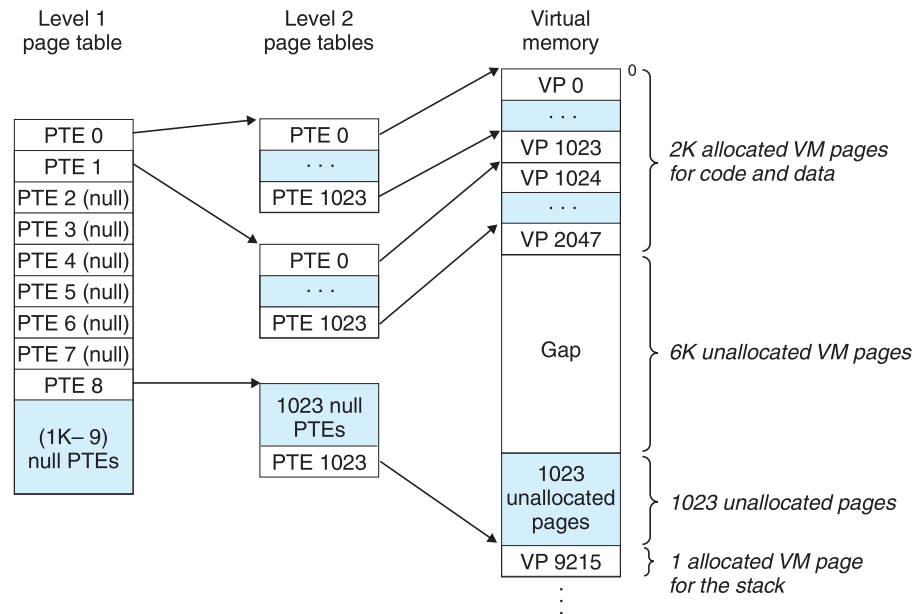 Level 1
page table
Level 2
page tables
Virtual
memory
PTE 0
PTE 1
PTE 2 (null)
PTE 3 (null)
PTE 4 (null)
PTE 5 (null)
PTE 6 (null)
PTE 7 (null)
PTE 8
(1K– 9)
null PTEs
PTE 0
. . .
PTE 1023
PTE 0
. . .
PTE 1023
1023 null
PTEs
PTE 1023
0
VP 0
. . .
VP 1023
VP 1024
. . .
VP 2047
Gap
1023
unallocated
pages
VP 9215
. . .
2K allocated VM pages
for code and data
6K unallocated VM pages
1023 unallocated pages
1 allocated VM page
for the stack